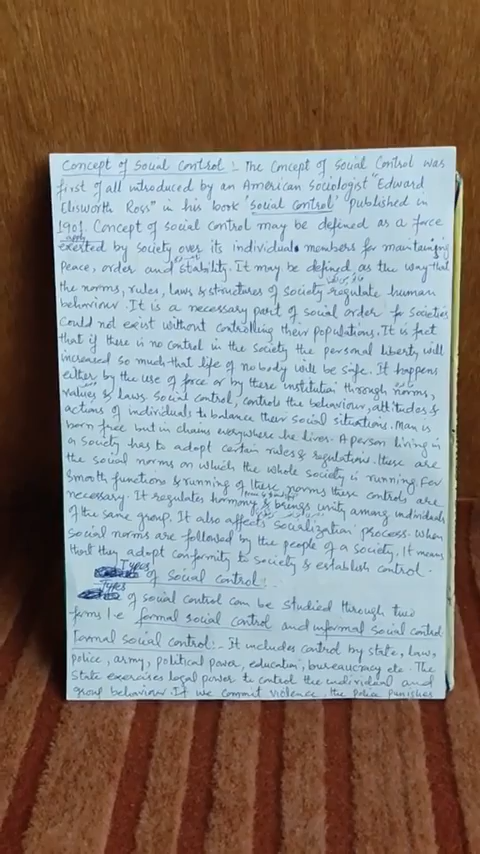 Concept of Social Control :- The Concept of Social Control was
first of all introduced by an American Sociologist "Edward
Elisworth Ross" in his book 'Social Control' published in
1901. Concept of social control may be defined as a force
exerted by society over its individual members for maintaining
peace, order and stability. It may be defined as the way that
the norms, rules, laws & structures of society regulate human
behaviour. It is a necessary part of social order for societies
could not exist without controlling their populations. It is fact
that if there is no control in the society the personal liberty will
increased so much that life of nobody will be safe. It happens
either by the use of force or by these institution through norms,
values & laws. Social control, controls the behaviour, attitudes &
actions of individuals to balance their social situations. Man is
born free but in chains everywhere he lives. A person living in
a society has to adopt certain rules & regulations. these are
the social norms on which the whole society is running. For
smooth functions & running of these norms these controls are
necessary. It regulates & brings unity among individuals
of the same group. It also affects Socialization process. When
social norms are followed by the people of a society. It means
that they adopt conformity to society & establish control.
Types of Social Control:
Types of social control can be studied through two
forms i.e formal social control and informal social control
formal social control:- It includes control by state, law,
police, army, political power, education, bureaucracy etc. The
State exercises legal power to control the individual and
group behaviour. If we commit violence, the police punishes